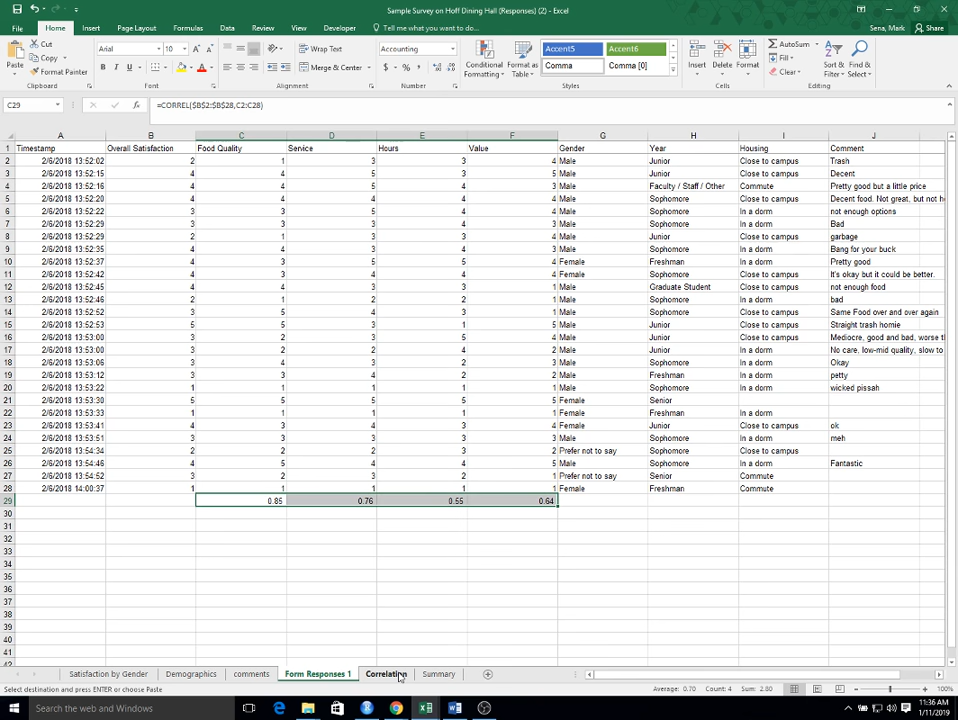 Sample Survey on Hoff Dining Hall (Responses) (2) - Excel
Sena, Mark Share
File Home Insert Page Layout Formulas Data Review View Developer Tell me what you want to do...
Cut
Copy
Format Painter
Paste
Clipboard
Arial 10
B I U
Font
Wrap Text
Merge & Center
Alignment
Accounting
$ % ,
Number
Conditional Formatting
Format as Table
Accent5 Accent6
Comma Comma [0]
Styles
Insert Delete Format
Cells
AutoSum
Fill
Clear
Sort & Filter
Find & Select
Editing
C29 fx =CORREL($B$2:$B$28,C2:C28)
A B C D E F G H I J
1 Timestamp Overall Satisfaction Food Quality Service Hours Value Gender Year Housing Comment
2 2/6/2018 13:52:02 2 1 3 3 4 Male Junior Close to campus Trash
3 2/6/2018 13:52:15 4 4 5 3 5 Male Junior Close to campus Decent
4 2/6/2018 13:52:16 4 4 5 4 3 Male Faculty / Staff / Other Commute Pretty good but a little price
5 2/6/2018 13:52:20 4 4 4 4 4 Male Sophomore Close to campus Decent food. Not great, but not h
6 2/6/2018 13:52:22 3 3 5 4 4 Male Sophomore In a dorm not enough options
7 2/6/2018 13:52:29 3 3 3 4 3 Male Sophomore In a dorm Bad
8 2/6/2018 13:52:29 2 1 3 3 4 Male Junior Close to campus garbage
9 2/6/2018 13:52:35 4 4 3 4 3 Male Sophomore In a dorm Bang for your buck
10 2/6/2018 13:52:37 4 3 5 5 4 Female Freshman In a dorm Pretty good
11 2/6/2018 13:52:42 4 3 4 4 4 Female Sophomore Close to campus It's okay but it could be better.
12 2/6/2018 13:52:45 4 4 3 3 1 Male Graduate Student Close to campus not enough food
13 2/6/2018 13:52:46 2 1 2 2 1 Male Sophomore In a dorm bad
14 2/6/2018 13:52:52 3 5 4 3 1 Male Sophomore Close to campus Same Food over and over again
15 2/6/2018 13:52:53 5 5 3 1 5 Male Junior Close to campus Straight trash homie
16 2/6/2018 13:53:00 3 2 3 5 4 Male Junior Close to campus Mediocre, good and bad, worse th
17 2/6/2018 13:53:00 3 2 2 4 2 Male Junior In a dorm No care, low-mid quality, slow to
18 2/6/2018 13:53:06 3 4 3 2 3 Male Sophomore In a dorm Okay
19 2/6/2018 13:53:12 3 3 4 2 2 Male Freshman In a dorm petty
20 2/6/2018 13:53:22 1 1 1 1 1 Male Sophomore In a dorm wicked pissah
21 2/6/2018 13:53:30 5 5 5 5 5 Female Senior
22 2/6/2018 13:53:33 1 1 1 1 1 Female Freshman In a dorm
23 2/6/2018 13:53:41 4 3 4 3 4 Female Junior Close to campus ok
24 2/6/2018 13:53:51 3 3 3 3 3 Male Sophomore In a dorm meh
25 2/6/2018 13:54:34 2 2 2 3 2 Prefer not to say Sophomore Close to campus
26 2/6/2018 13:54:46 4 5 4 4 5 Male Sophomore In a dorm Fantastic
27 2/6/2018 13:54:52 3 2 3 2 1 Prefer not to say Senior Commute
28 2/6/2018 14:00:37 1 1 1 1 1 Female Freshman Commute
29 0.85 0.76 0.55 0.64
30
31
32
33
34
35
36
37
38
39
40
41
42
Satisfaction by Gender Demographics comments Form Responses 1 Correlation Summary
Select destination and press ENTER or choose Paste Average: 0.70 Count: 4 Sum: 2.80 100%
Search the web and Windows
11:36 AM
1/11/2019